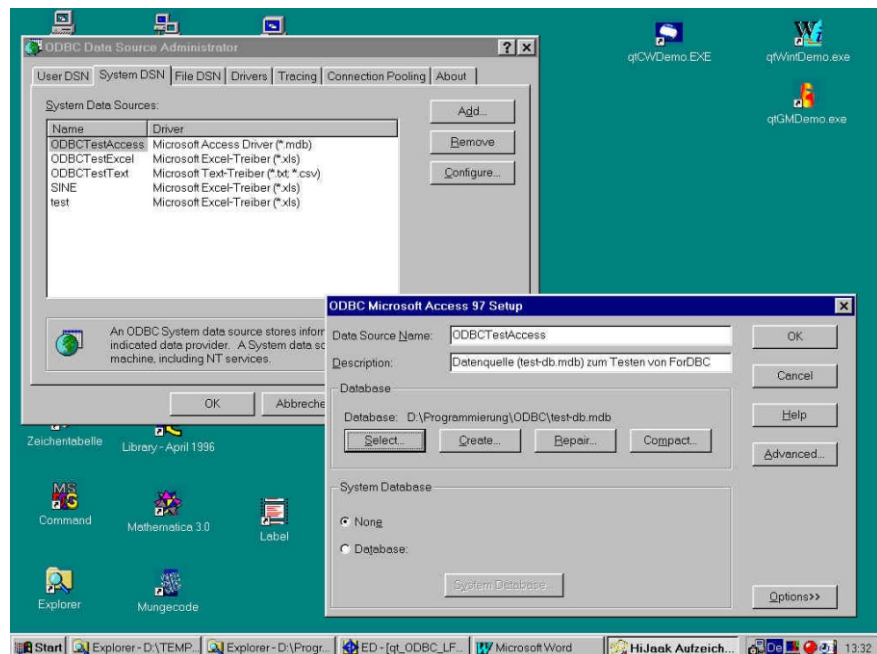 ODBC Data Source Administrator
User DSN System DSN File DSN Drivers Tracing Connection Pooling About
System Data Sources:
Name Driver
ODBCTestAccess Microsoft Access Driver (*.mdb)
ODBCTestExcel Microsoft Excel-Treiber (*.xls)
ODBCTestText Microsoft Text-Treiber (*.txt; *.csv)
SINE Microsoft Excel-Treiber (*.xls)
test Microsoft Excel-Treiber (*.xls)
Add...
Remove
Configure...
An ODBC System data source stores infor
indicated data provider. A System data so
machine, including NT services.
OK Abbreche
qtCWDemo.EXE
qtWintDemo.exe
qtGMDemo.exe
ODBC Microsoft Access 97 Setup
Data Source Name: ODBCTestAccess
Description: Datenquelle (test-db.mdb) zum Testen von ForDBC
Database
Database: D:\Programmierung\ODBC\test-db.mdb
Select... Create... Repair... Compact...
System Database
None
Database:
System Database...
OK
Cancel
Help
Advanced...
Options>>
Zeichentabelle
Library - April 1996
MS
Command
Mathematica 3.0
Label
Explorer
Mungecode
Start Explorer - D:\TEMP... Explorer - D:\Progr... ED - [qt_ODBC_LF... Microsoft Word HiJaak Aufzeich... De 13:32